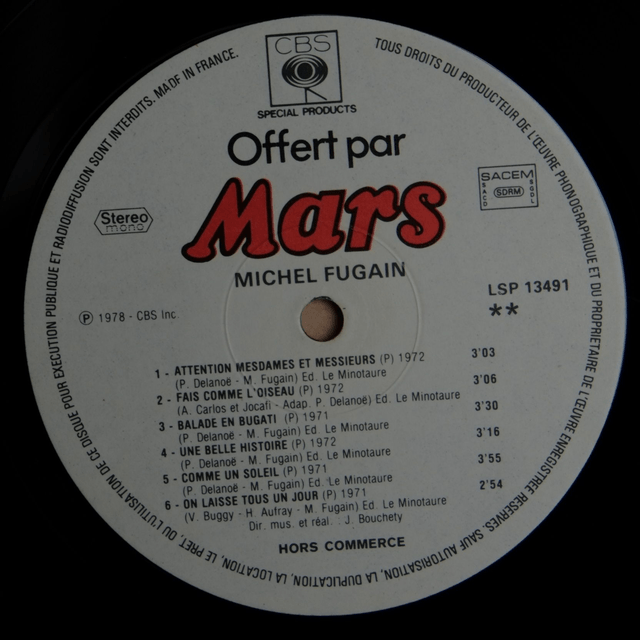 CBS
SPECIAL PRODUCTS
Offert par
Mars
MICHEL FUGAIN
Stereo
mono
SACEM
SACD
SDRM
SGDL
LSP 13491
**
Ⓟ 1978 - CBS Inc.
1 - ATTENTION MESDAMES ET MESSIEURS (P) 1972 3'03
(P. Delanoë - M. Fugain) Ed. Le Minotaure
2 - FAIS COMME L'OISEAU (P) 1972 3'06
(A. Carlos et Jocafi - Adap. P. Delanoë) Ed. Le Minotaure
3 - BALADE EN BUGATI (P) 1971 3'30
(P. Delanoë - M. Fugain) Ed. Le Minotaure
4 - UNE BELLE HISTOIRE (P) 1972 3'16
(P. Delanoë - M. Fugain) Ed. Le Minotaure
5 - COMME UN SOLEIL (P) 1971 3'55
(P. Delanoë - M. Fugain) Ed. Le Minotaure
6 - ON LAISSE TOUS UN JOUR (P) 1971 2'54
(V. Buggy - H. Aufray - M. Fugain) Ed. Le Minotaure
Dir. mus. et réal. : J. Bouchety
HORS COMMERCE
TOUS DROITS DU PRODUCTEUR DE L'ŒUVRE PHONOGRAPHIQUE ET DU PROPRIETAIRE DE L'ŒUVRE ENREGISTREE RESERVES. SAUF AUTORISATION, LA DUPLICATION, LA LOCATION, LE PRET, OU L'UTILISATION DE CE DISQUE POUR EXECUTION PUBLIQUE ET RADIODIFFUSION SONT INTERDITS. MADE IN FRANCE.